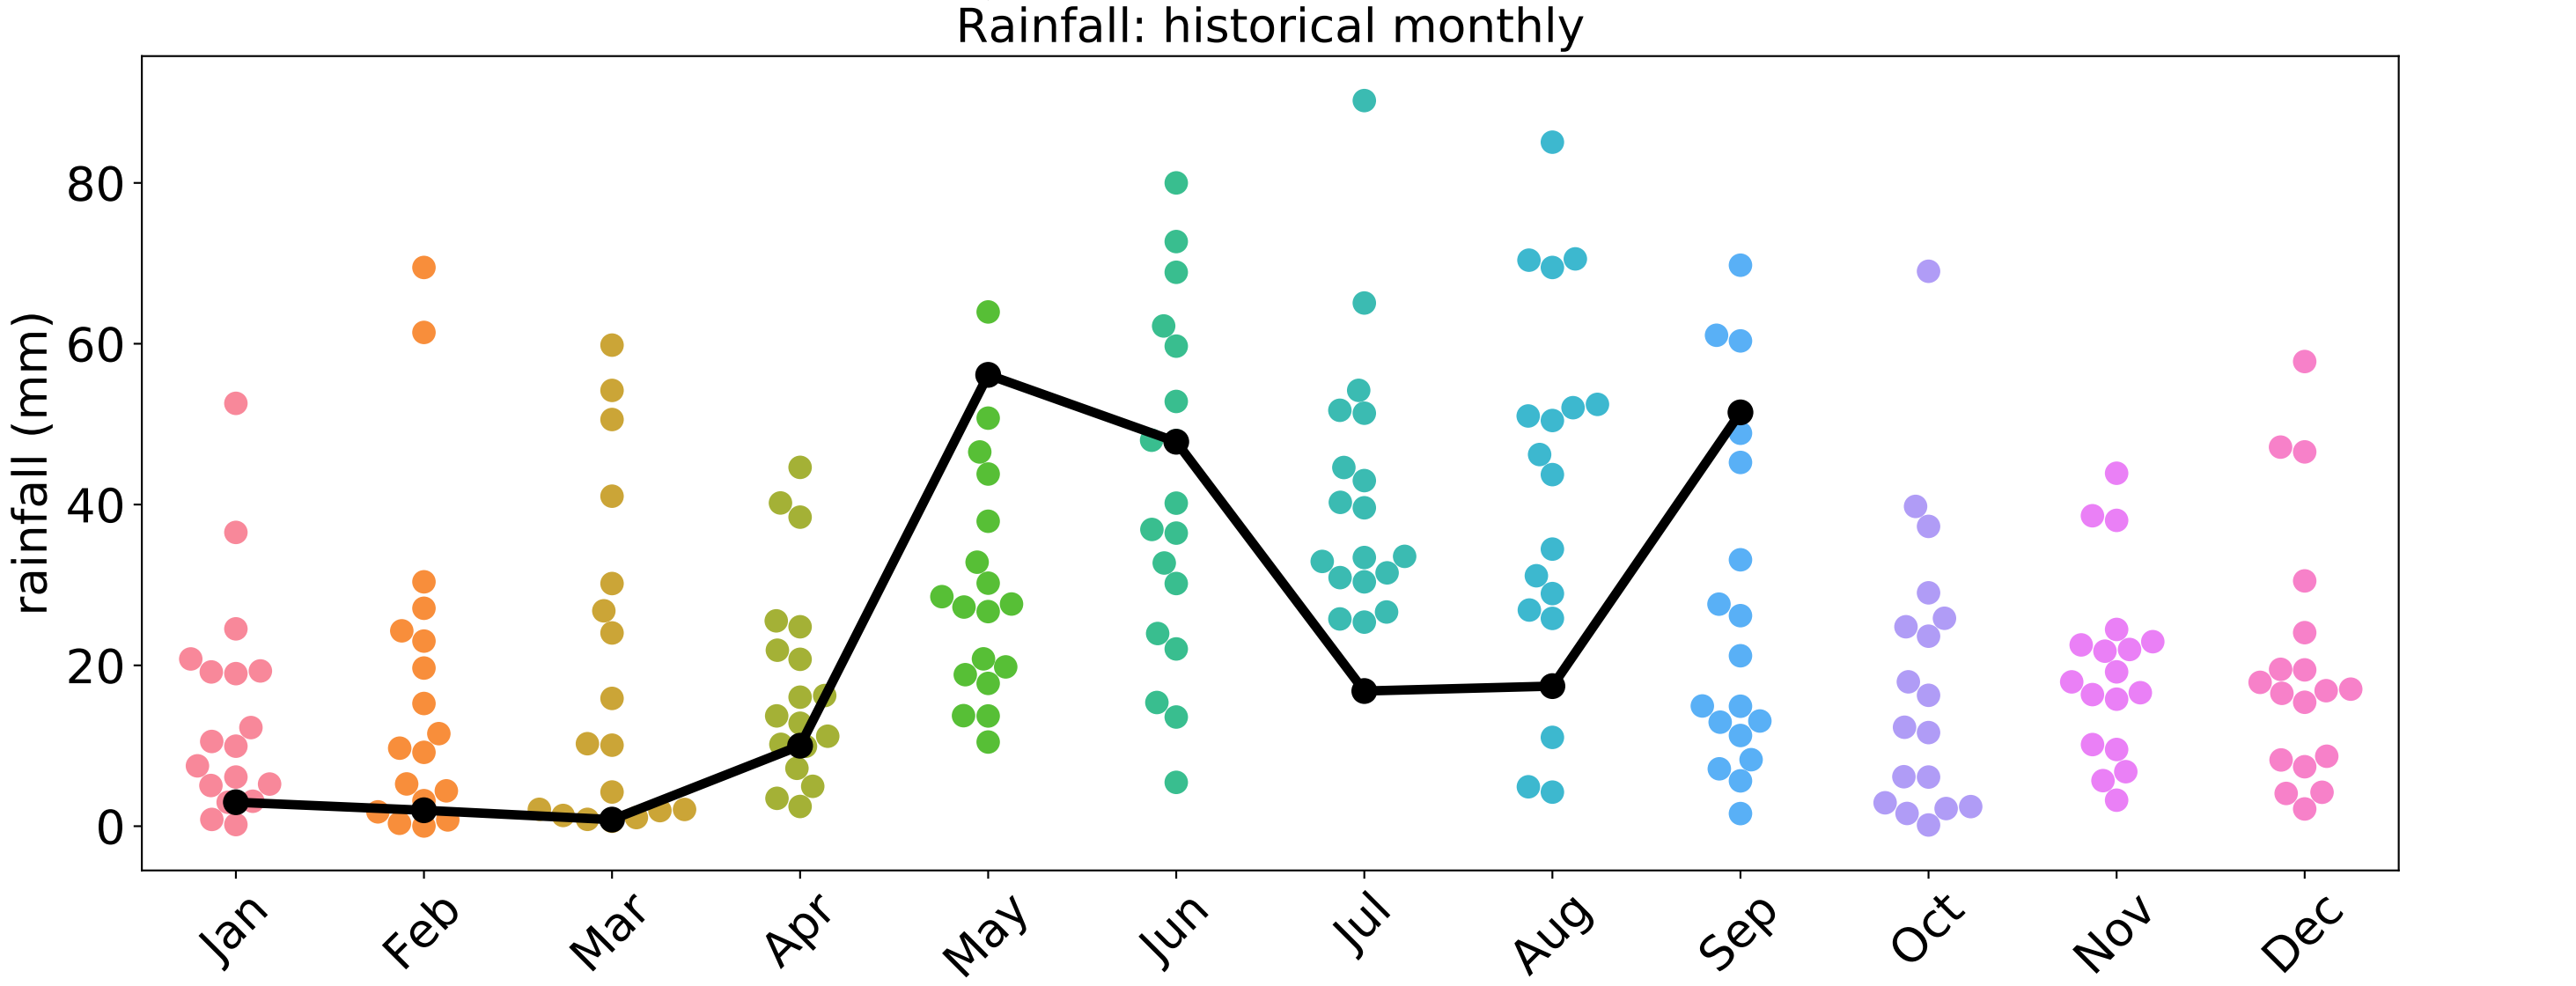 Rainfall: historical monthly
rainfall (mm)
80
60
40
20
0
Jan
Feb
Mar
Apr
May
Jun
Jul
Aug
Sep
Oct
Nov
Dec